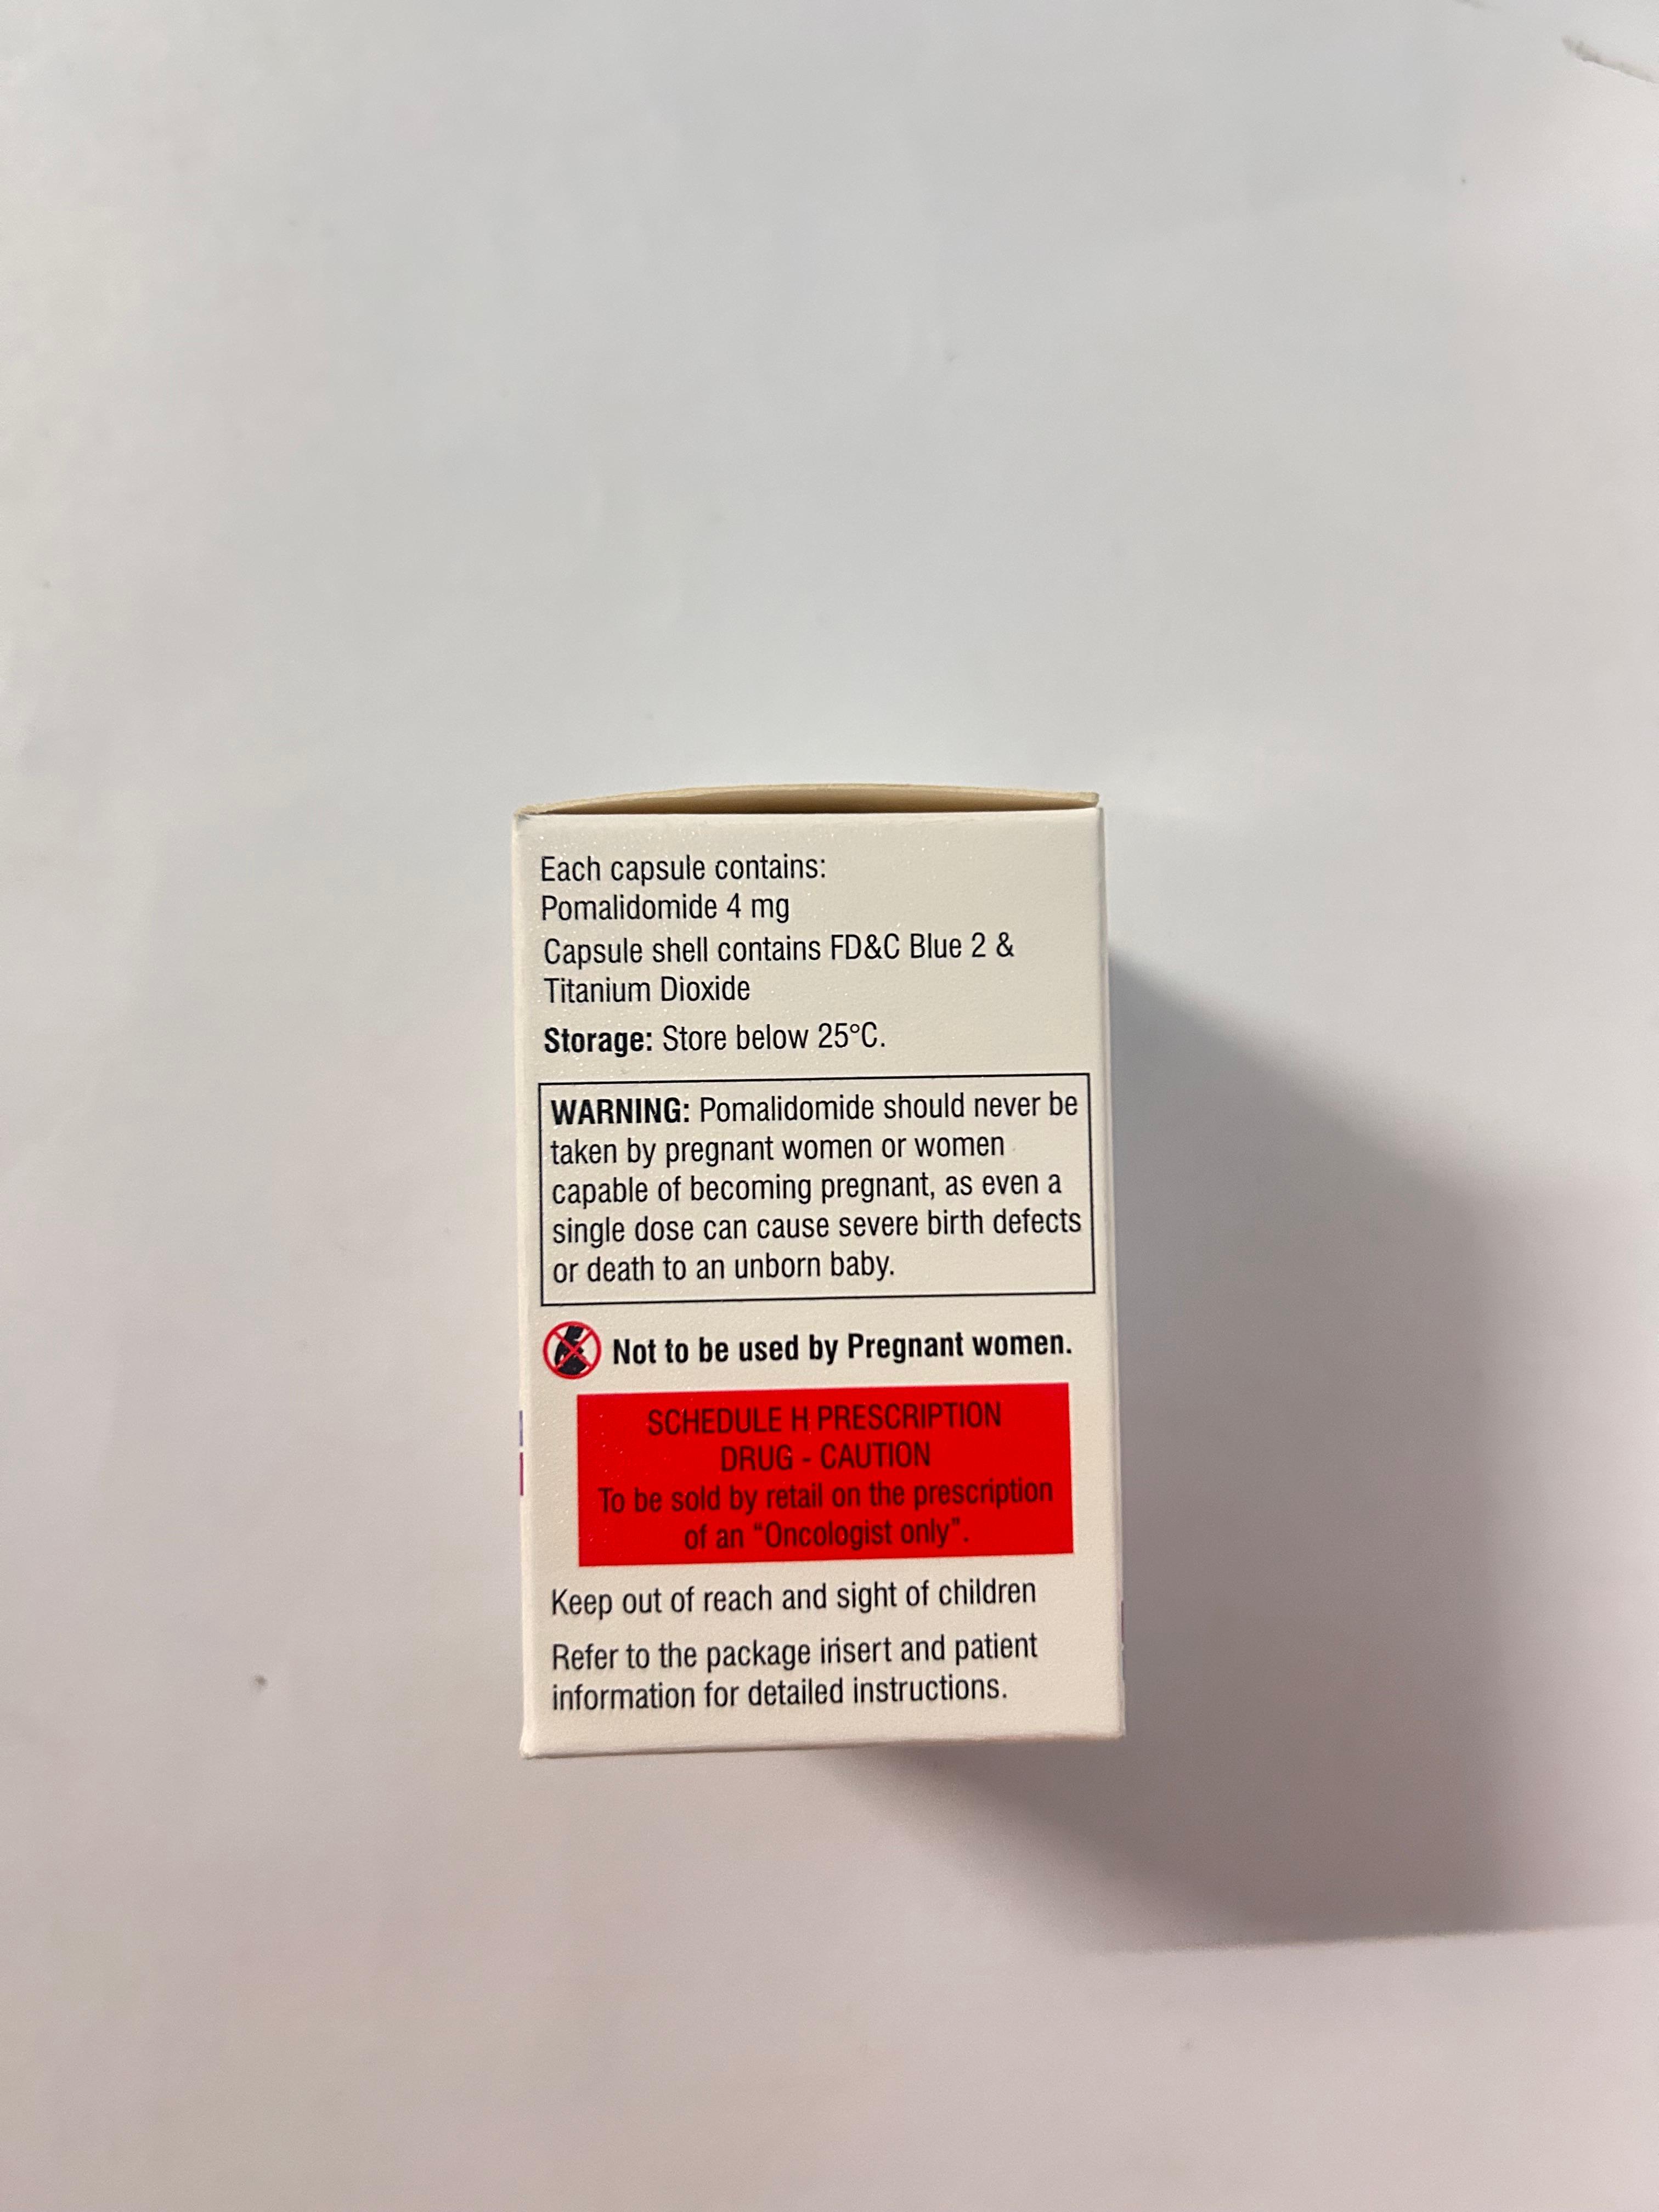 Each capsule contains:
Pomalidomide 4 mg
Capsule shell contains FD&C Blue 2 &
Titanium Dioxide
Storage: Store below 25°C.
WARNING: Pomalidomide should never be
taken by pregnant women or women
capable of becoming pregnant, as even a
single dose can cause severe birth defects
or death to an unborn baby.
Not to be used by Pregnant women.
SCHEDULE H PRESCRIPTION
DRUG - CAUTION
To be sold by retail on the prescription
of an "Oncologist only".
Keep out of reach and sight of children
Refer to the package insert and patient
information for detailed instructions.